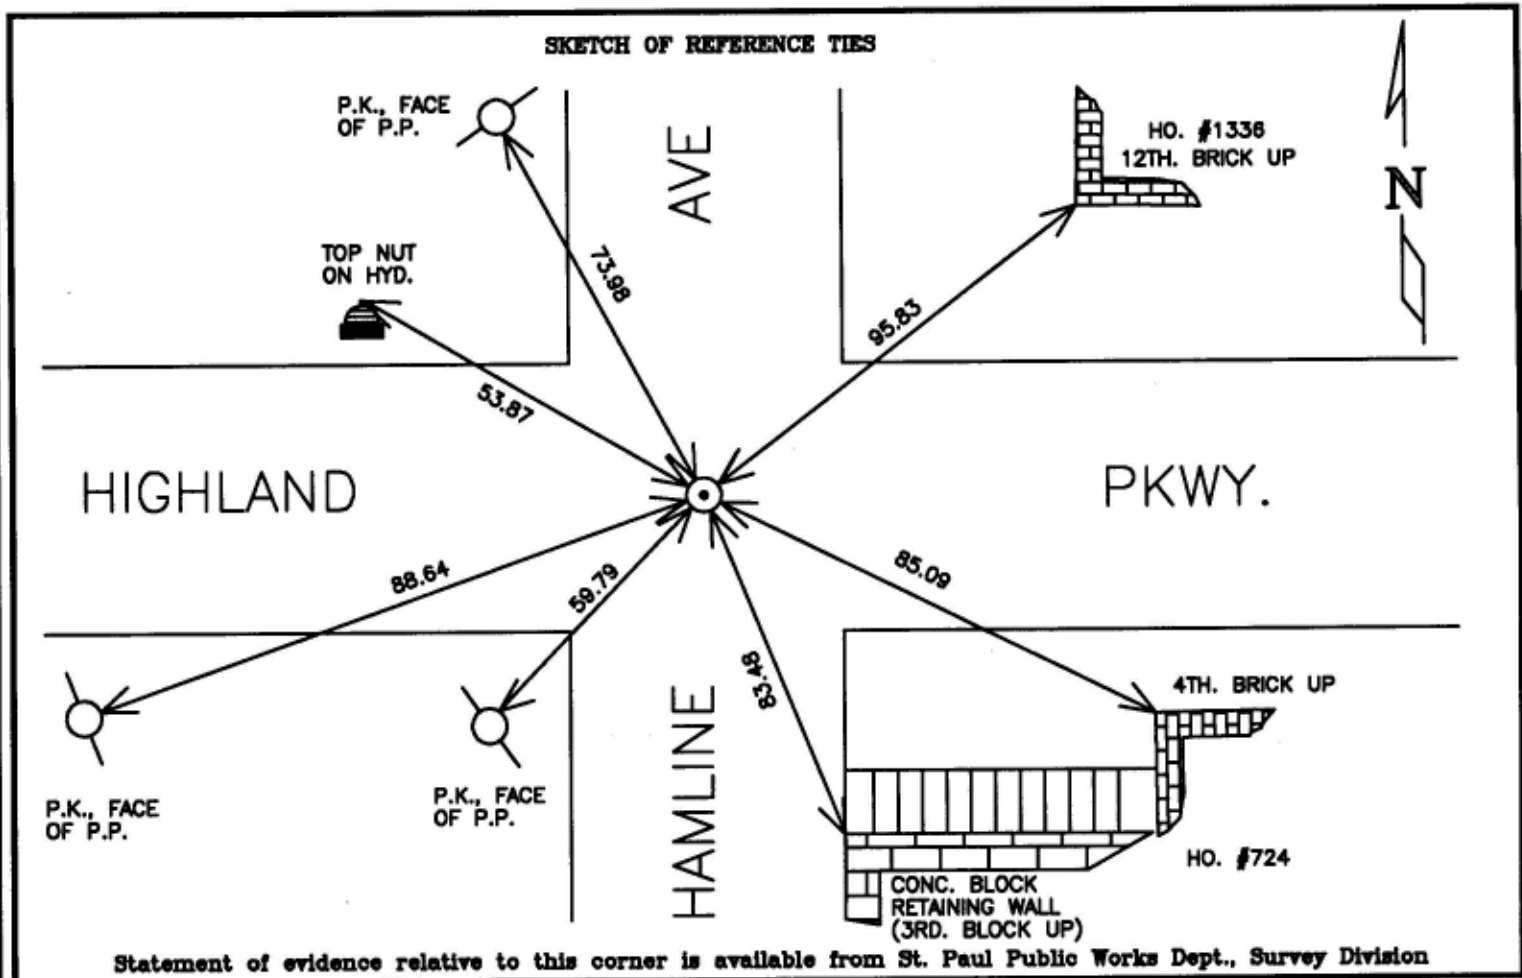 SKETCH OF REFERENCE TIES
P.K., FACE
OF P.P.
AVE
HO. #1336
12TH. BRICK UP
N
TOP NUT
ON HYD.
73.98
95.83
53.87
HIGHLAND
PKWY.
88.64
59.79
85.09
83.48
4TH. BRICK UP
P.K., FACE
OF P.P.
P.K., FACE
OF P.P.
HAMLINE
HO. #724
CONC. BLOCK
RETAINING WALL
(3RD. BLOCK UP)
Statement of evidence relative to this corner is available from St. Paul Public Works Dept., Survey Division